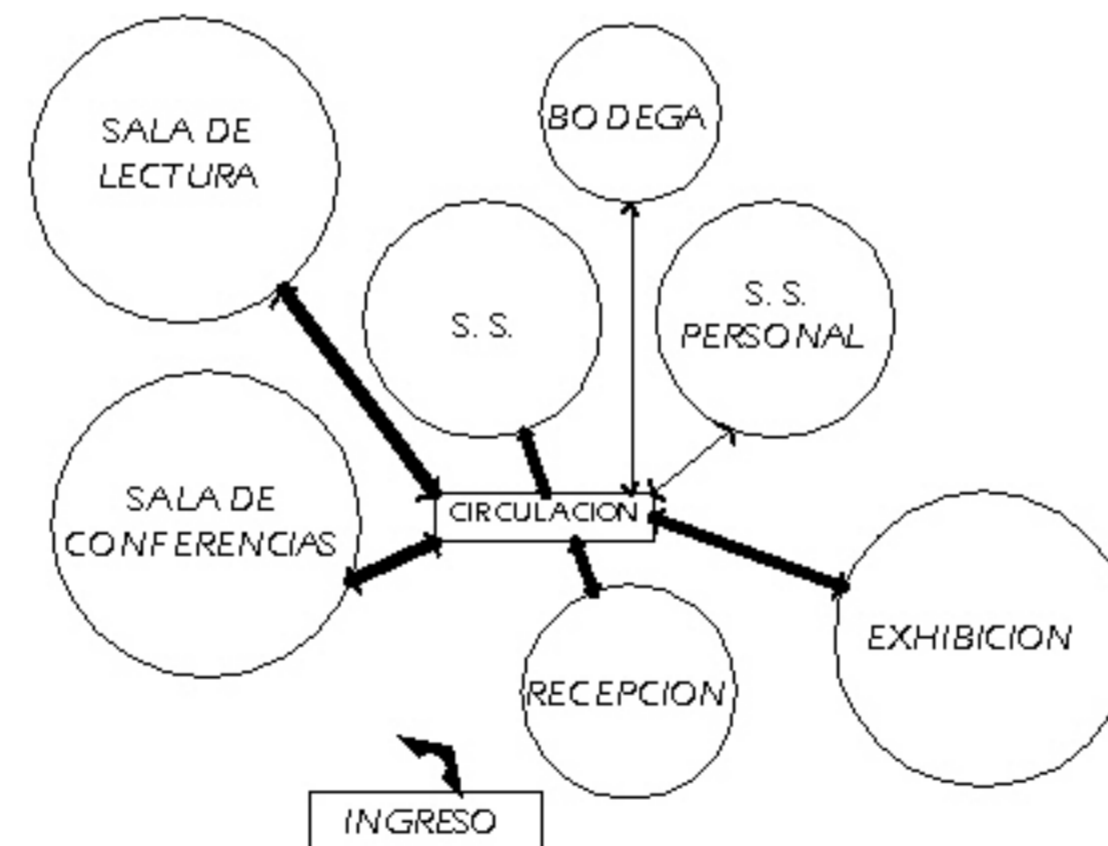 SALA DE
LECTURA
BODEGA
S. S.
S. S.
PERSONAL
SALA DE
CONFERENCIAS
CIRCULACION
EXHIBICION
RECEPCION
INGRESO